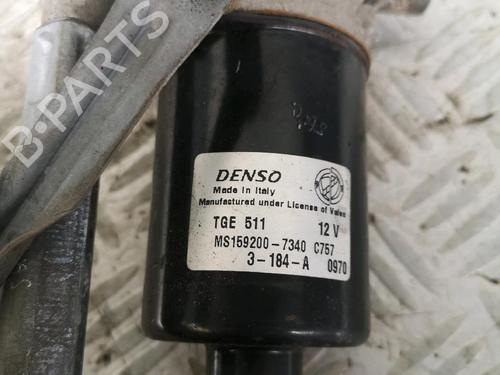 B-PARTS
DENSO
Made in Italy
Manufactured under License of Valeo
TGE 511 12 V
MS159200-7340 C757
3-184-A 0970